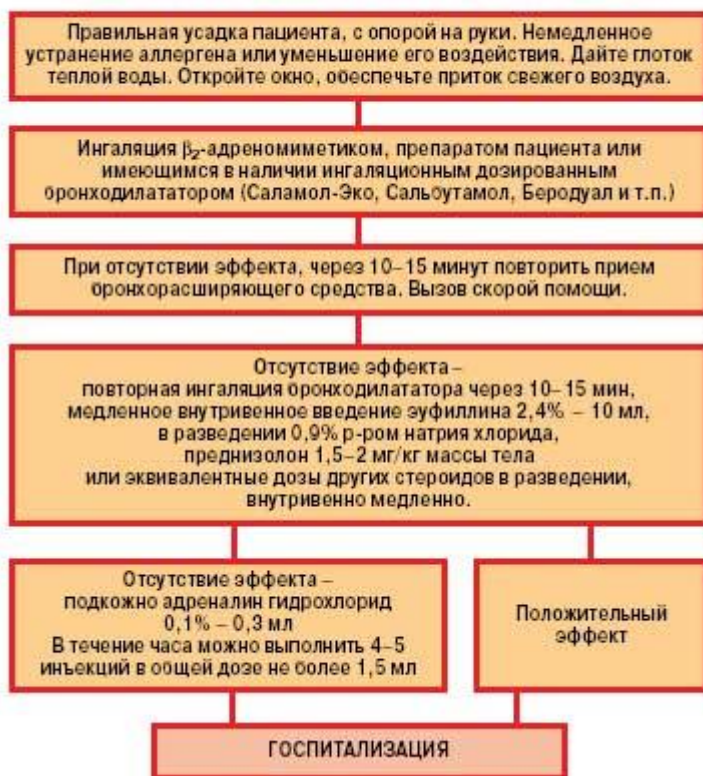 Правильная усадка пациента, с опорой на руки. Немедленное
устранение аллергена или уменьшение его воздействия. Дайте глоток
теплой воды. Откройте окно, обеспечьте приток свежего воздуха.
Ингаляция β₂-адреномиметиком, препаратом пациента или
имеющимся в наличии ингаляционным дозированным
бронходилататором (Саламол-Эко, Сальбутамол, Беродуал и т.п.)
При отсутствии эффекта, через 10–15 минут повторить прием
бронхорасширяющего средства. Вызов скорой помощи.
Отсутствие эффекта –
повторная ингаляция бронходилататора через 10–15 мин,
медленное внутривенное введение эуфиллина 2,4% – 10 мл,
в разведении 0,9% р-ром натрия хлорида,
преднизолон 1,5–2 мг/кг массы тела
или эквивалентные дозы других стероидов в разведении,
внутривенно медленно.
Отсутствие эффекта –
подкожно адреналин гидрохлорид
0,1% – 0,3 мл
В течение часа можно выполнить 4–5
инъекций в общей дозе не более 1,5 мл
Положительный
эффект
ГОСПИТАЛИЗАЦИЯ